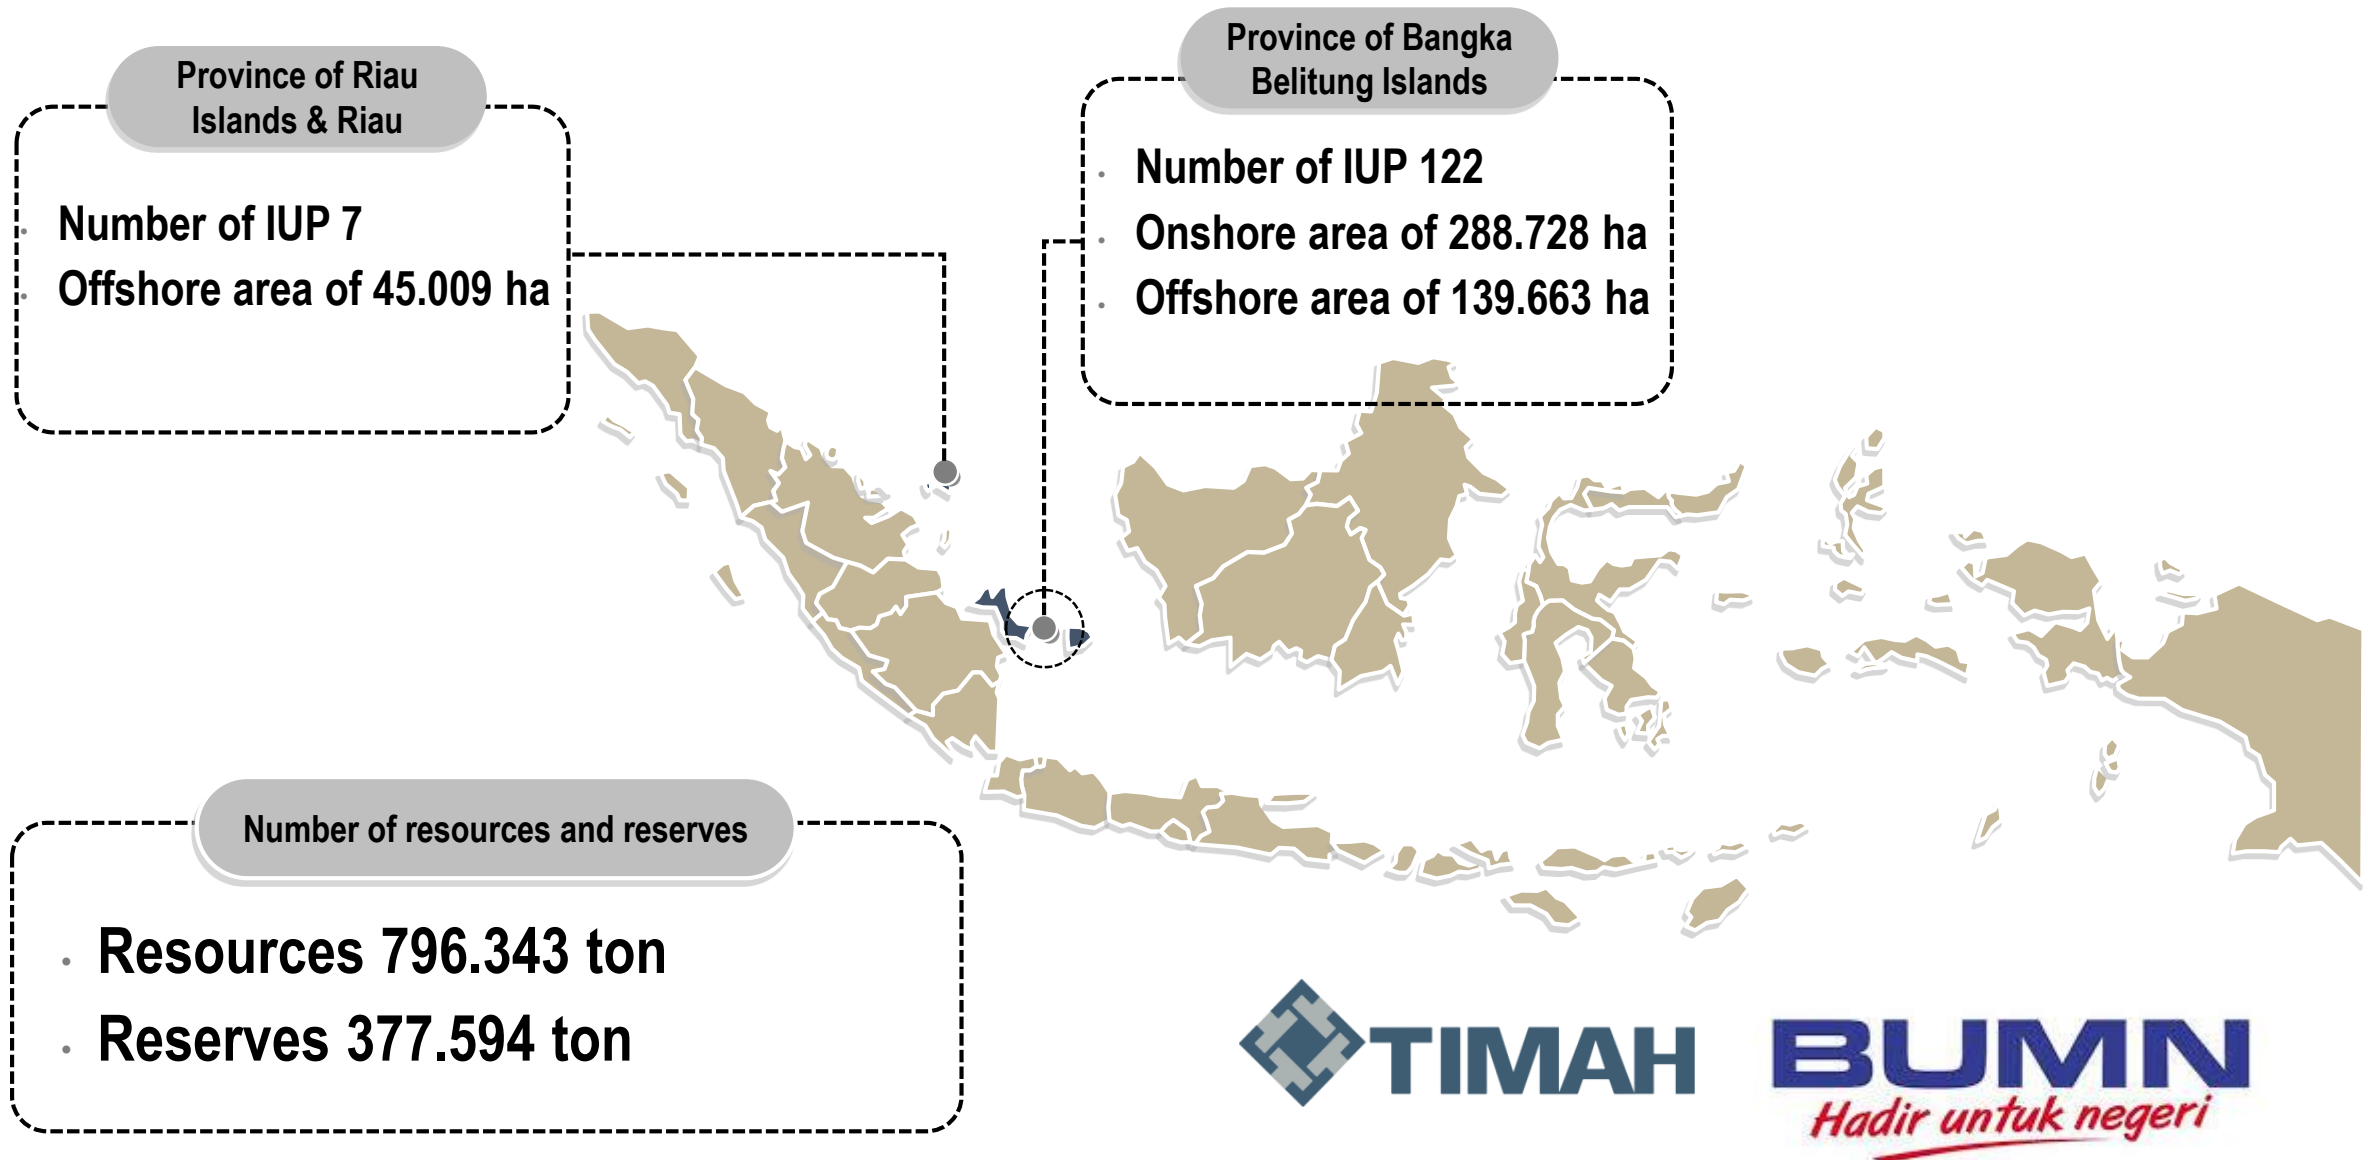 Province of Riau
Islands & Riau
· Number of IUP 7
· Offshore area of 45.009 ha
Province of Bangka
Belitung Islands
· Number of IUP 122
· Onshore area of 288.728 ha
· Offshore area of 139.663 ha
Number of resources and reserves
· Resources 796.343 ton
· Reserves 377.594 ton
TIMAH
BUMN
Hadir untuk negeri